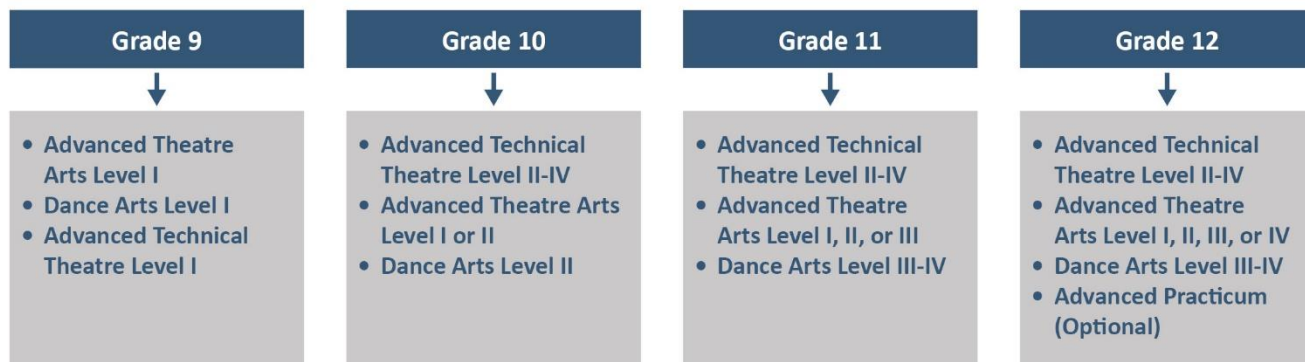 Grade 9
• Advanced Theatre
Arts Level I
• Dance Arts Level I
• Advanced Technical
Theatre Level I
Grade 10
• Advanced Technical
Theatre Level II-IV
• Advanced Theatre Arts
Level I or II
• Dance Arts Level II
Grade 11
• Advanced Technical
Theatre Level II-IV
• Advanced Theatre
Arts Level I, II, or III
• Dance Arts Level III-IV
Grade 12
• Advanced Technical
Theatre Level II-IV
• Advanced Theatre
Arts Level I, II, III, or IV
• Dance Arts Level III-IV
• Advanced Practicum
(Optional)